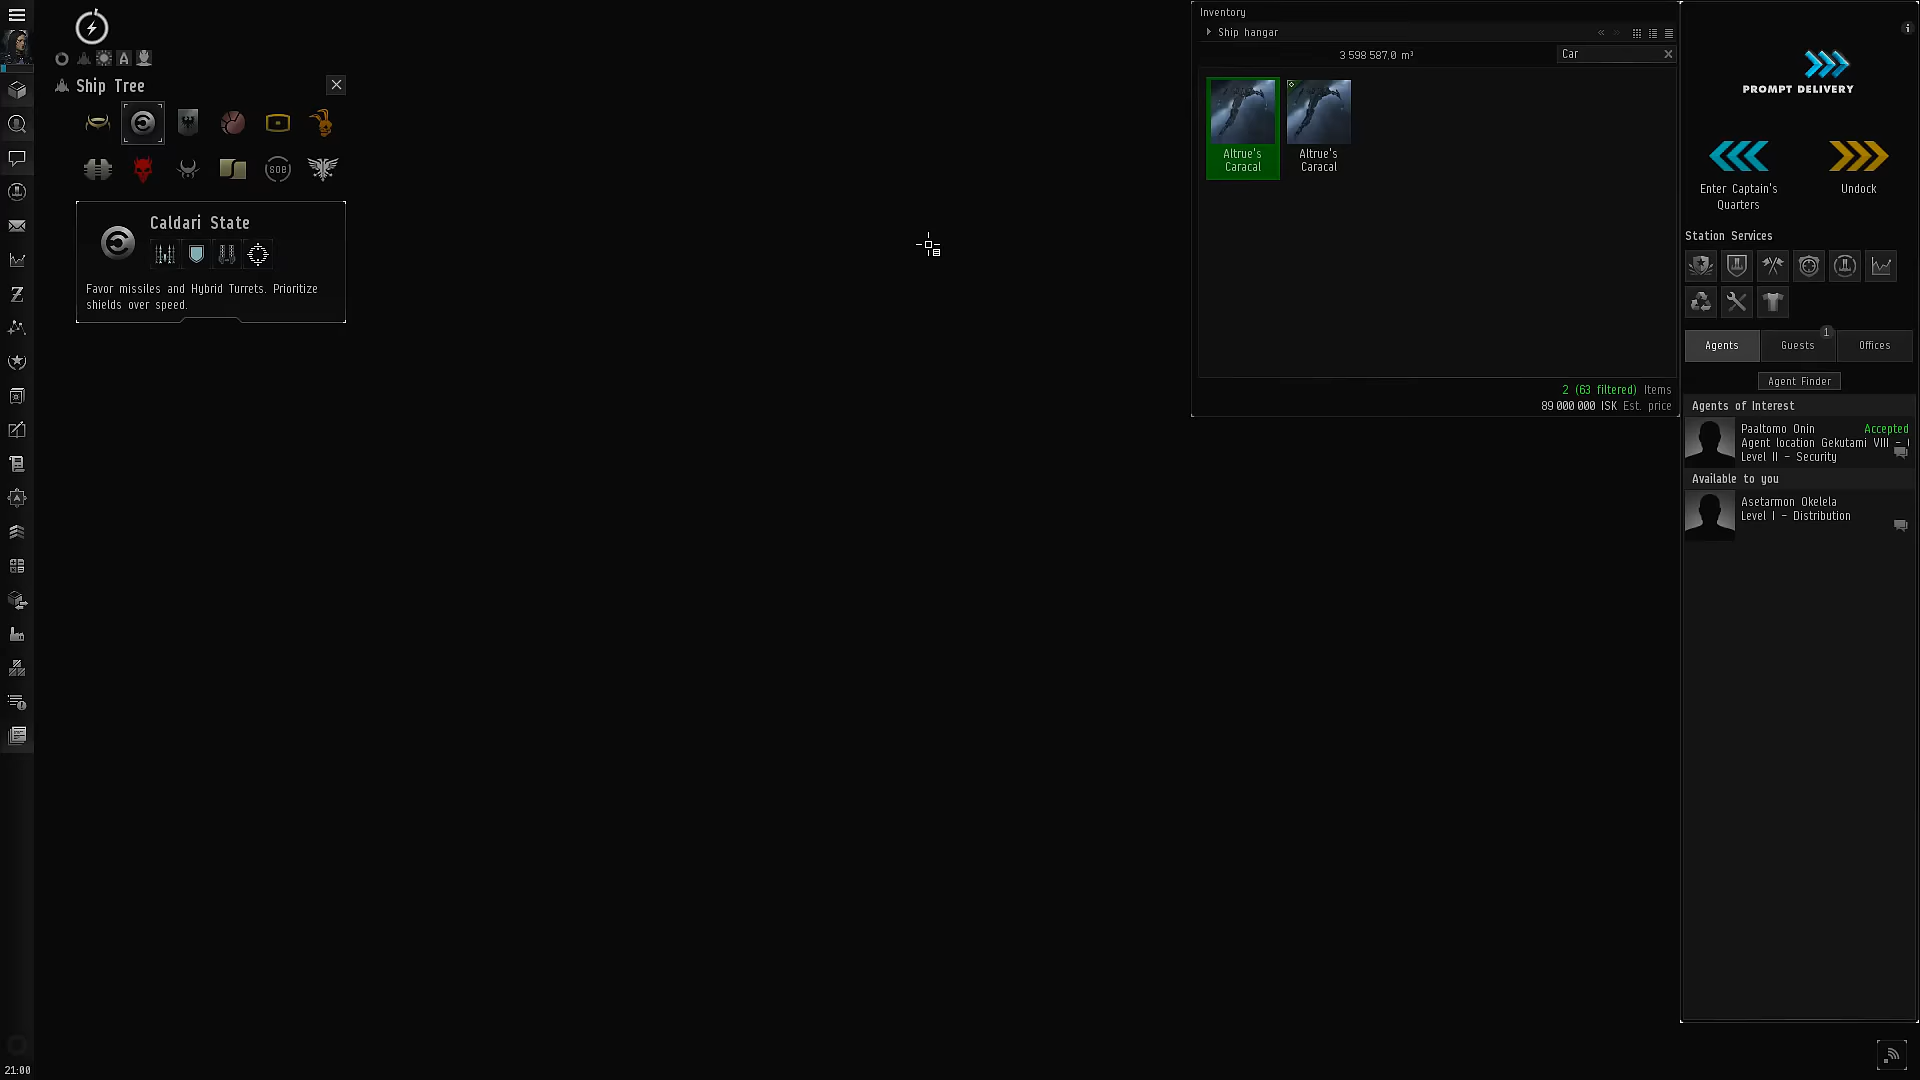 Ship Tree
Caldari State
Favor missiles and Hybrid Turrets. Prioritize
shields over speed.
21:00
Inventory
Ship hangar
3 598 587,0 m³
Car
Altrue's
Caracal
Altrue's
Caracal
2 (63 filtered) Items
89 000 000 ISK Est. price
PROMPT DELIVERY
Enter Captain's
Quarters
Undock
Station Services
1
Agents
Guests
Offices
Agent Finder
Agents of Interest
Paaltomo Onin
Accepted
Agent location Gekutami VIII -
Level II - Security
Available to you
Asetarmon Okelela
Level I - Distribution
SOB